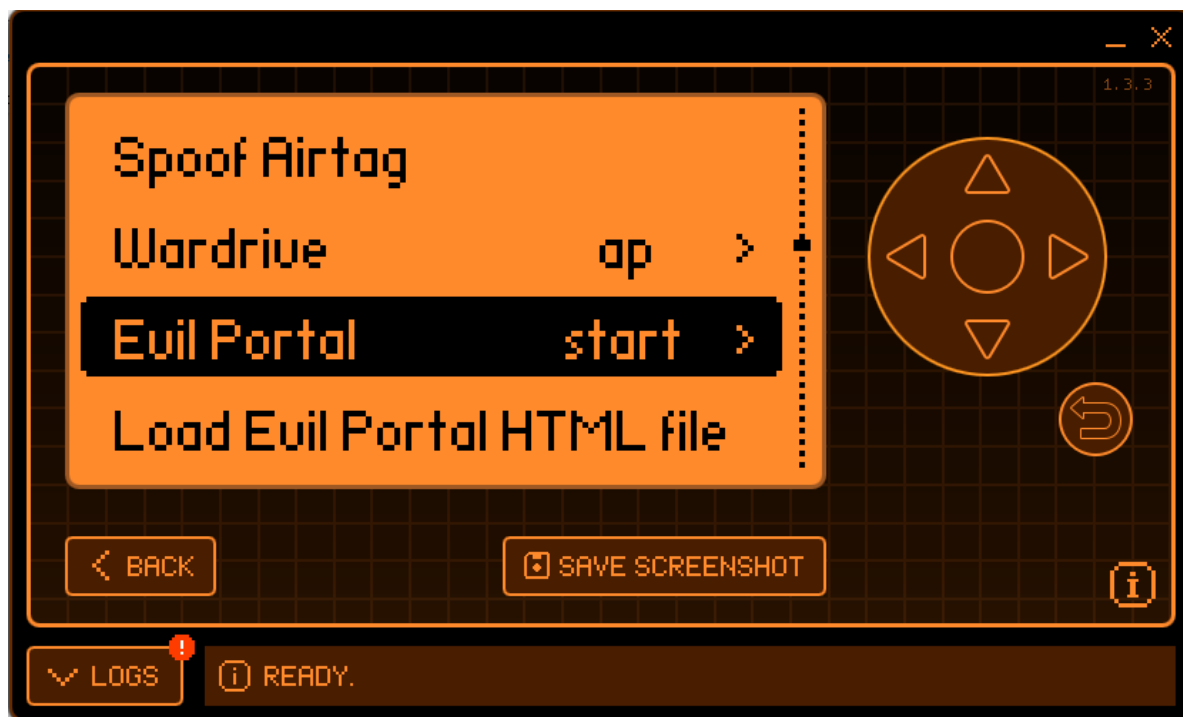 1.3.3
Spoof Airtag
Wardrive ap >
Evil Portal start >
Load Evil Portal HTML file
BACK
SAVE SCREENSHOT
LOGS
READY.